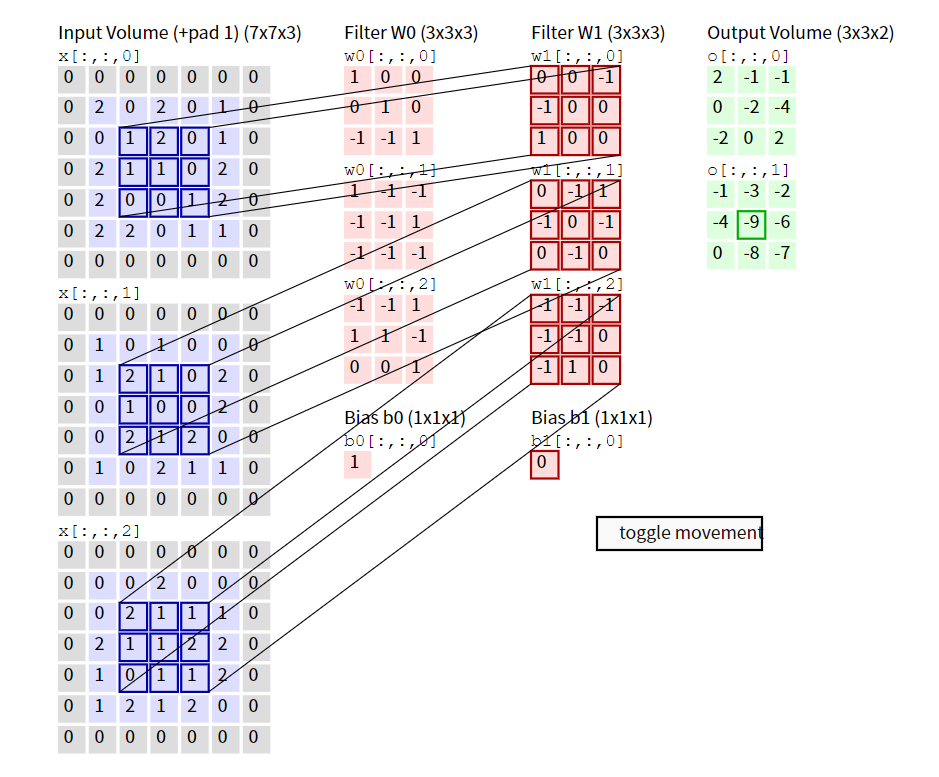 Input Volume (+pad 1) (7x7x3)
x[:,:,0]
0 0 0 0 0 0 0
0 2 0 2 0 1 0
0 0 1 2 0 1 0
0 2 1 1 0 2 0
0 2 0 0 1 2 0
0 2 2 0 1 1 0
0 0 0 0 0 0 0
x[:,:,1]
0 0 0 0 0 0 0
0 1 0 1 0 0 0
0 1 2 1 0 2 0
0 0 1 0 0 2 0
0 0 2 1 2 0 0
0 1 0 2 1 1 0
0 0 0 0 0 0 0
x[:,:,2]
0 0 0 0 0 0 0
0 0 0 2 0 0 0
0 0 2 1 1 1 0
0 2 1 1 2 2 0
0 1 0 1 1 2 0
0 1 2 1 2 0 0
0 0 0 0 0 0 0
Filter W0 (3x3x3)
w0[:,:,0]
1 0 0
0 1 0
-1 -1 1
w0[:,:,1]
1 -1 -1
-1 -1 1
-1 -1 -1
w0[:,:,2]
-1 -1 1
1 1 -1
0 0 1
Bias b0 (1x1x1)
b0[:,:,0]
1
Filter W1 (3x3x3)
w1[:,:,0]
0 0 -1
-1 0 0
1 0 0
w1[:,:,1]
0 -1 1
-1 0 -1
0 -1 0
w1[:,:,2]
-1 -1 -1
-1 -1 0
-1 1 0
Bias b1 (1x1x1)
b1[:,:,0]
0
Output Volume (3x3x2)
o[:,:,0]
2 -1 -1
0 -2 -4
-2 0 2
o[:,:,1]
-1 -3 -2
-4 -9 -6
0 -8 -7
toggle movement